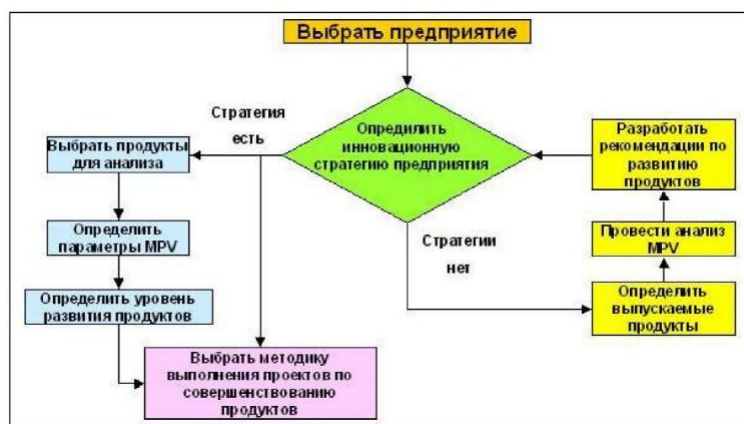 Выбрать предприятие
Стратегия
есть
Опредилить
инновационную
стратегию предприятия
Выбрать продукты
для анализа
Определить
параметры MPV
Определить уровень
развития продуктов
Выбрать методику
выполнения проектов по
совершенствованию
продуктов
Стратегии
нет
Разработать
рекомендации по
развитию
продуктов
Провести анализ
MPV
Определить
выпускаемые
продукты